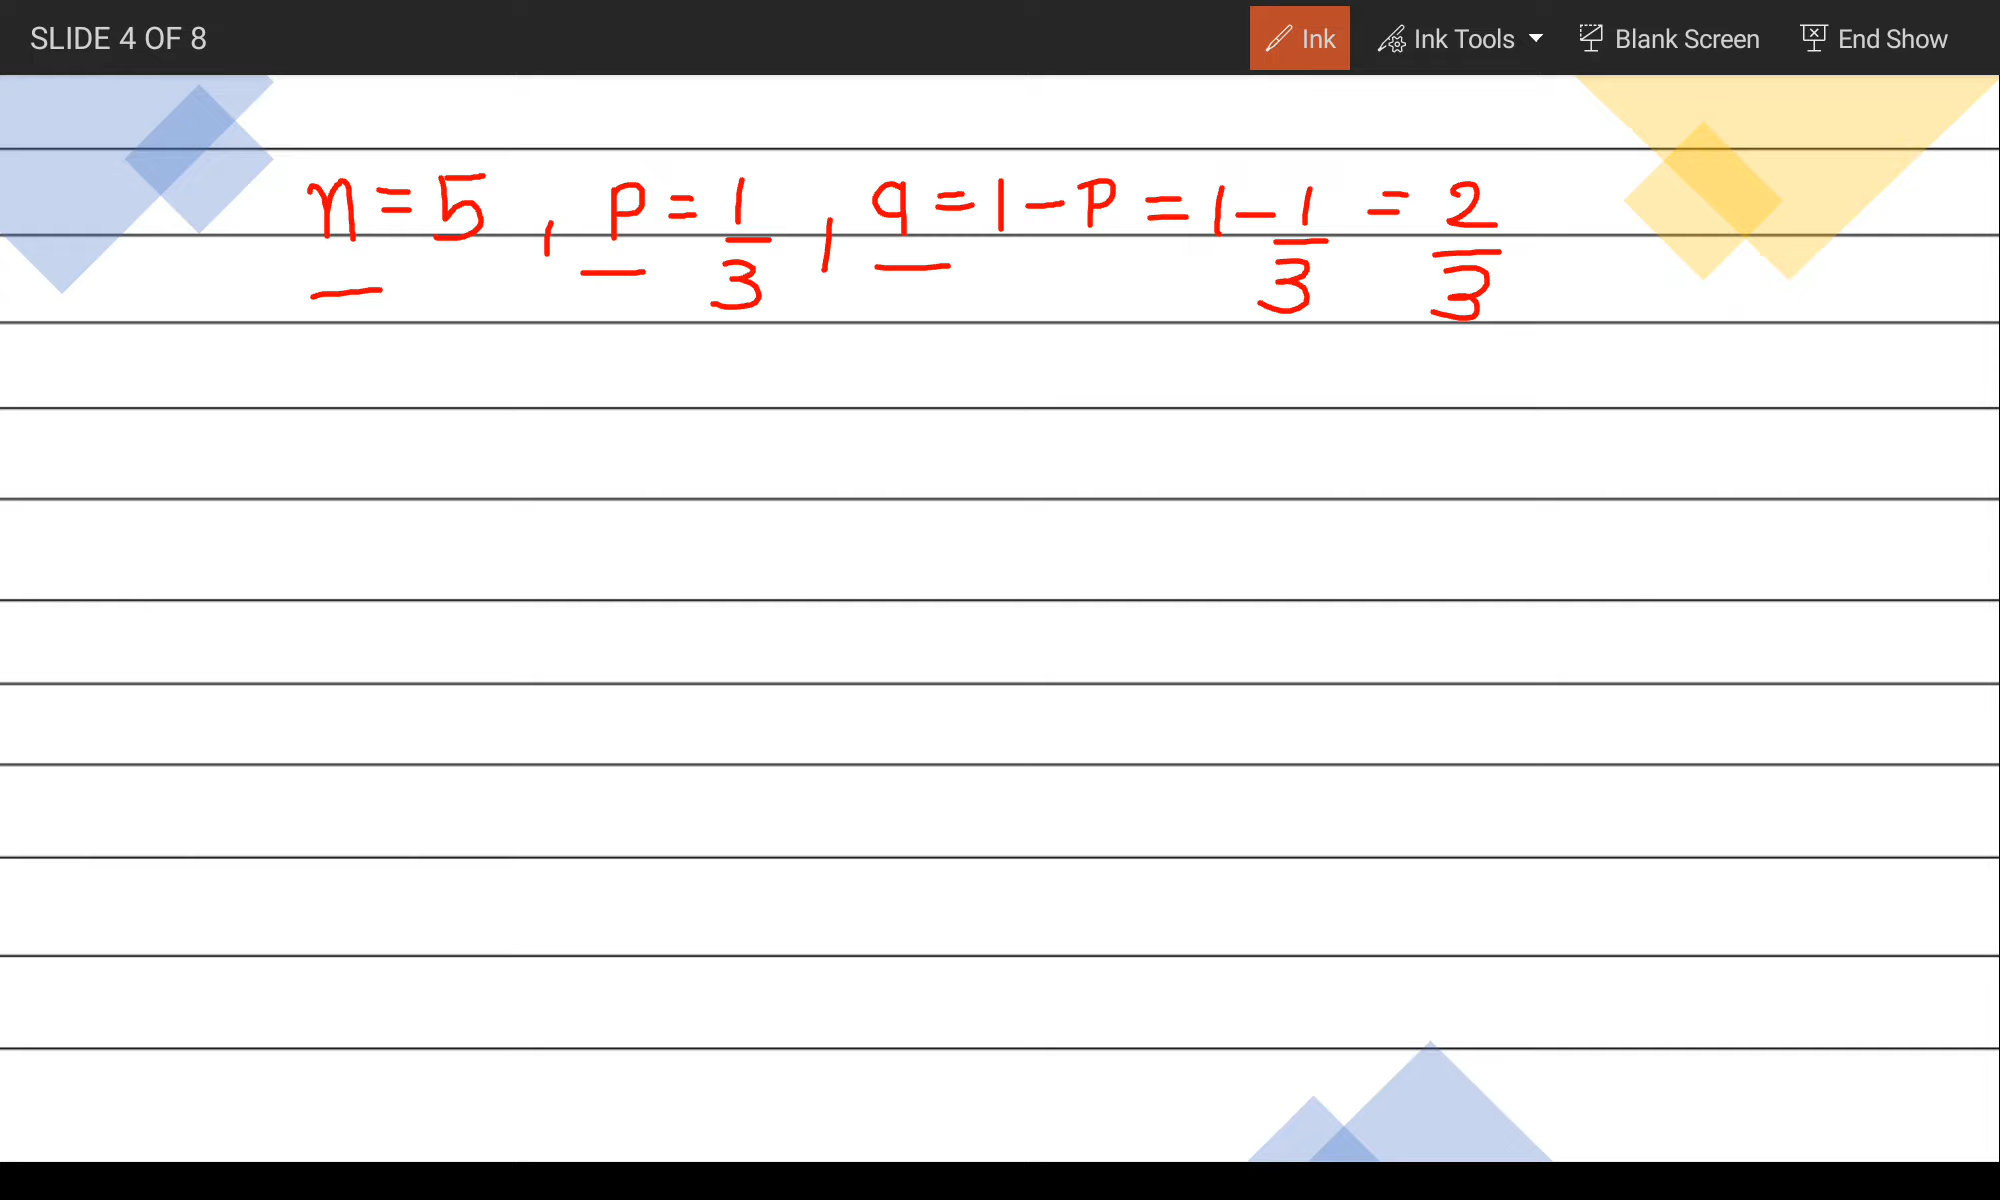 SLIDE 4 OF 8 Ink Ink Tools Blank Screen End Show
n = 5 , p = 1/3 , q = 1 - p = 1 - 1/3 = 2/3